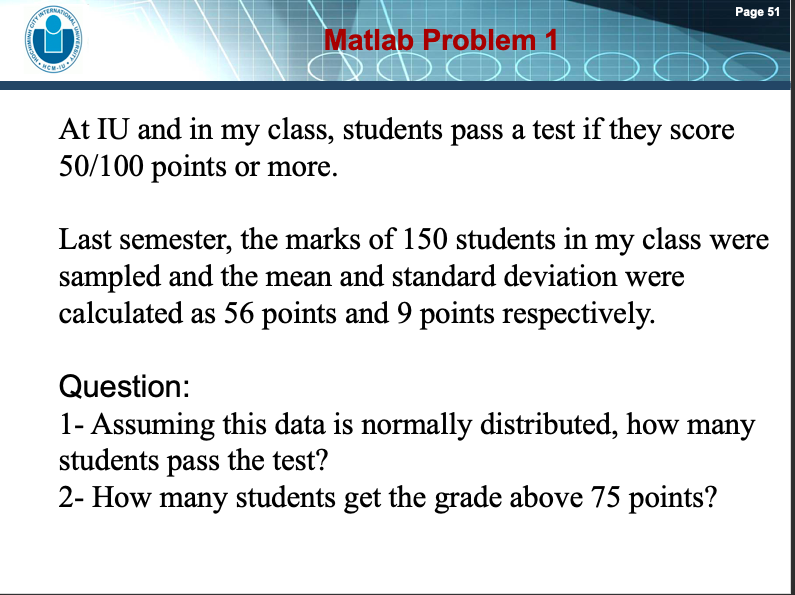 Page 51
HOCHIMINH CITY INTERNATIONAL UNIVERSITY
HCM-IU
Matlab Problem 1
At IU and in my class, students pass a test if they score
50/100 points or more.
Last semester, the marks of 150 students in my class were
sampled and the mean and standard deviation were
calculated as 56 points and 9 points respectively.
Question:
1- Assuming this data is normally distributed, how many
students pass the test?
2- How many students get the grade above 75 points?